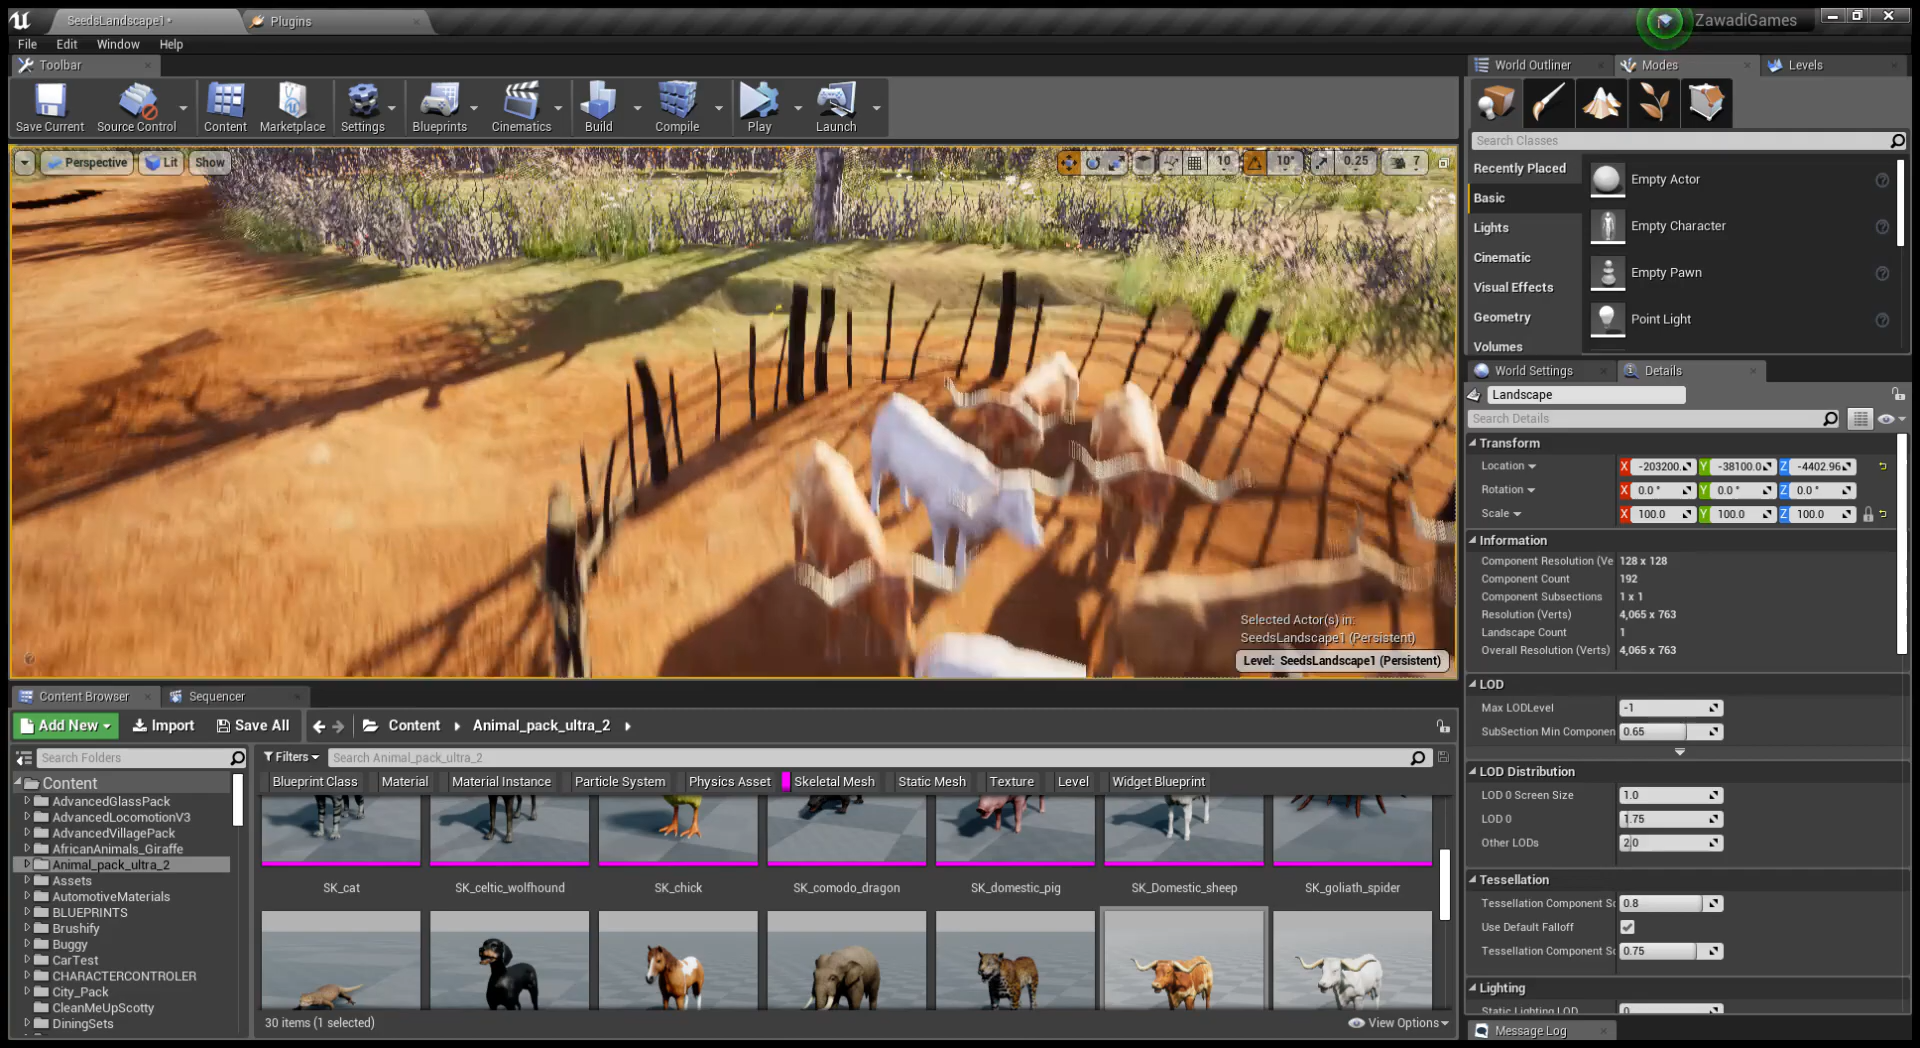 SeedsLandscape1•
Plugins
ZawadiGames
File Edit Window Help
Toolbar
Save Current
Source Control
Content
Marketplace
Settings
Blueprints
Cinematics
Build
Compile
Play
Launch
Perspective
Lit
Show
10
10°
0.25
7
Selected Actor(s) in:
SeedsLandscape1 (Persistent)
Level: SeedsLandscape1 (Persistent)
World Outliner
Modes
Levels
Search Classes
Recently Placed
Basic
Lights
Cinematic
Visual Effects
Geometry
Volumes
Empty Actor
Empty Character
Empty Pawn
Point Light
World Settings
Details
Landscape
Search Details
Transform
Location X -203200. Y -38100.0 Z -4402.96
Rotation X 0.0 ° Y 0.0 ° Z 0.0 °
Scale X 100.0 Y 100.0 Z 100.0
Information
Component Resolution (Ve 128 x 128
Component Count 192
Component Subsections 1 x 1
Resolution (Verts) 4,065 x 763
Landscape Count 1
Overall Resolution (Verts) 4,065 x 763
LOD
Max LODLevel -1
SubSection Min Componen 0.65
LOD Distribution
LOD 0 Screen Size 1.0
LOD 0 1.75
Other LODs 2.0
Tessellation
Tessellation Component Sc 0.8
Use Default Falloff
Tessellation Component Sc 0.75
Lighting
Static Lighting LOD 0
Message Log
Content Browser
Sequencer
Add New
Import
Save All
Content
Animal_pack_ultra_2
Search Folders
Filters
Search Animal_pack_ultra_2
Blueprint Class
Material
Material Instance
Particle System
Physics Asset
Skeletal Mesh
Static Mesh
Texture
Level
Widget Blueprint
Content
AdvancedGlassPack
AdvancedLocomotionV3
AdvancedVillagePack
AfricanAnimals_Giraffe
Animal_pack_ultra_2
Assets
AutomotiveMaterials
BLUEPRINTS
Brushify
Buggy
CarTest
CHARACTERCONTROLER
City_Pack
CleanMeUpScotty
DiningSets
SK_cat
SK_celtic_wolfhound
SK_chick
SK_comodo_dragon
SK_domestic_pig
SK_Domestic_sheep
SK_goliath_spider
30 items (1 selected)
View Options